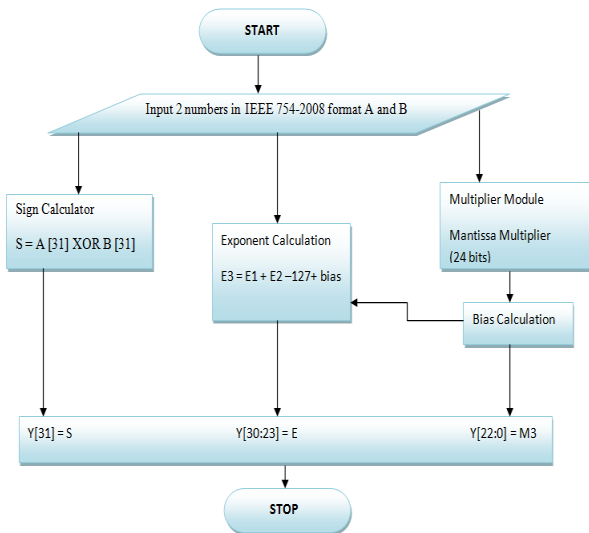 START
Input 2 numbers in IEEE 754-2008 format A and B
Sign Calculator
S = A [31] XOR B [31]
Exponent Calculation
E3 = E1 + E2 –127+ bias
Multiplier Module
Mantissa Multiplier
(24 bits)
Bias Calculation
Y[31] = S
Y[30:23] = E
Y[22:0] = M3
STOP